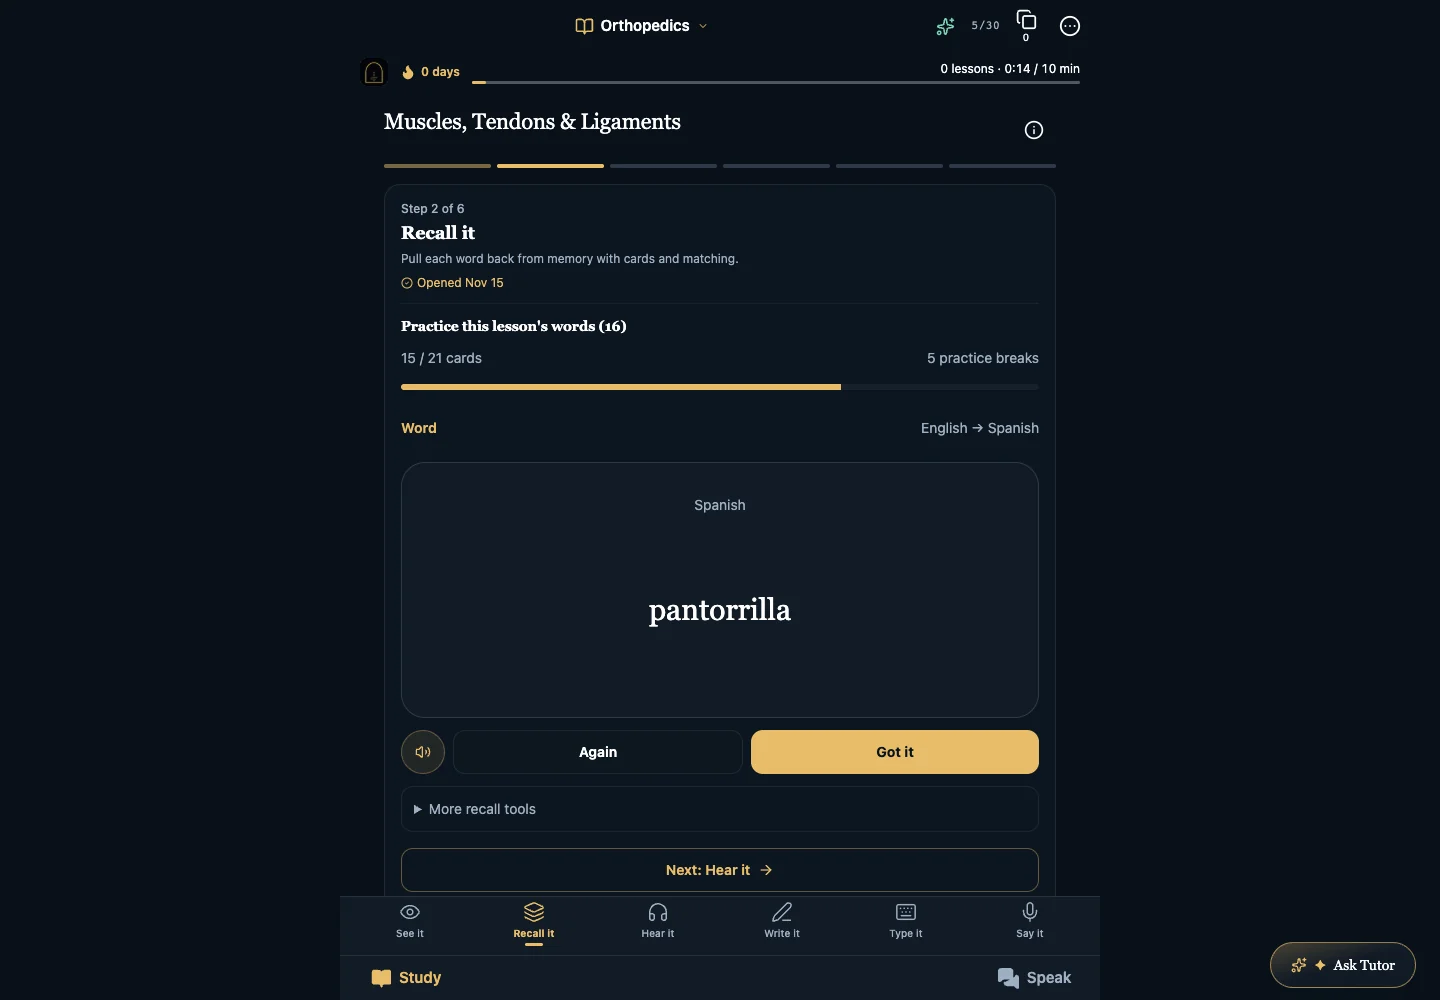 Orthopedics
5/30
0
0 days
0 lessons · 0:14 / 10 min
Muscles, Tendons & Ligaments
Step 2 of 6
Recall it
Pull each word back from memory with cards and matching.
Opened Nov 15
Practice this lesson's words (16)
15 / 21 cards
5 practice breaks
Word
English → Spanish
Spanish
pantorrilla
Again
Got it
More recall tools
Next: Hear it →
See it
Recall it
Hear it
Write it
Type it
Say it
Study
Speak
Ask Tutor